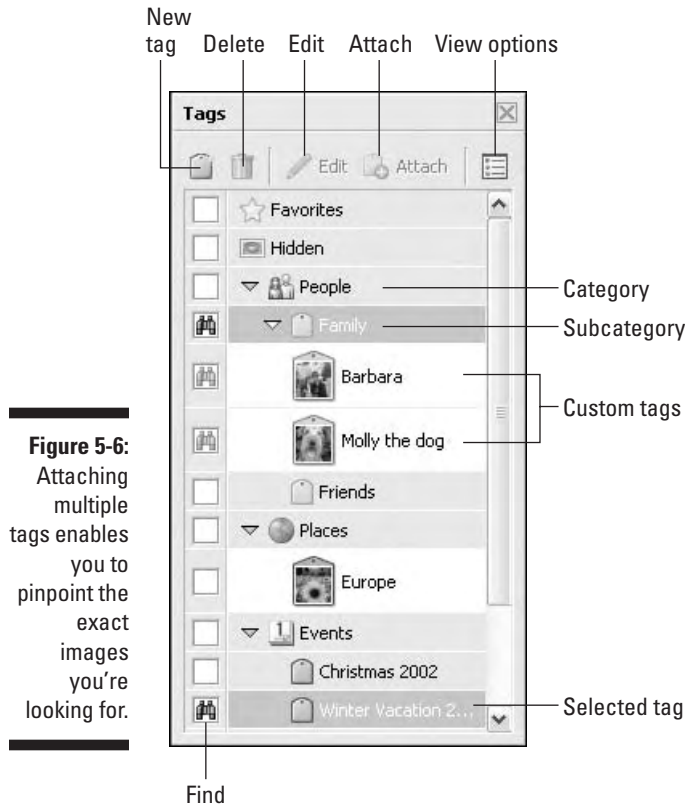 New
tag Delete Edit Attach View options
Tags
Edit Attach
Favorites
Hidden
People
Category
Family
Subcategory
Barbara
Custom tags
Molly the dog
Friends
1 Events
Places
Europe
Christmas 2002
Winter Vacation 2...
Selected tag
Find
Figure 5-6:
Attaching
multiple
tags enables
you to
pinpoint the
exact
images
you're
looking for.